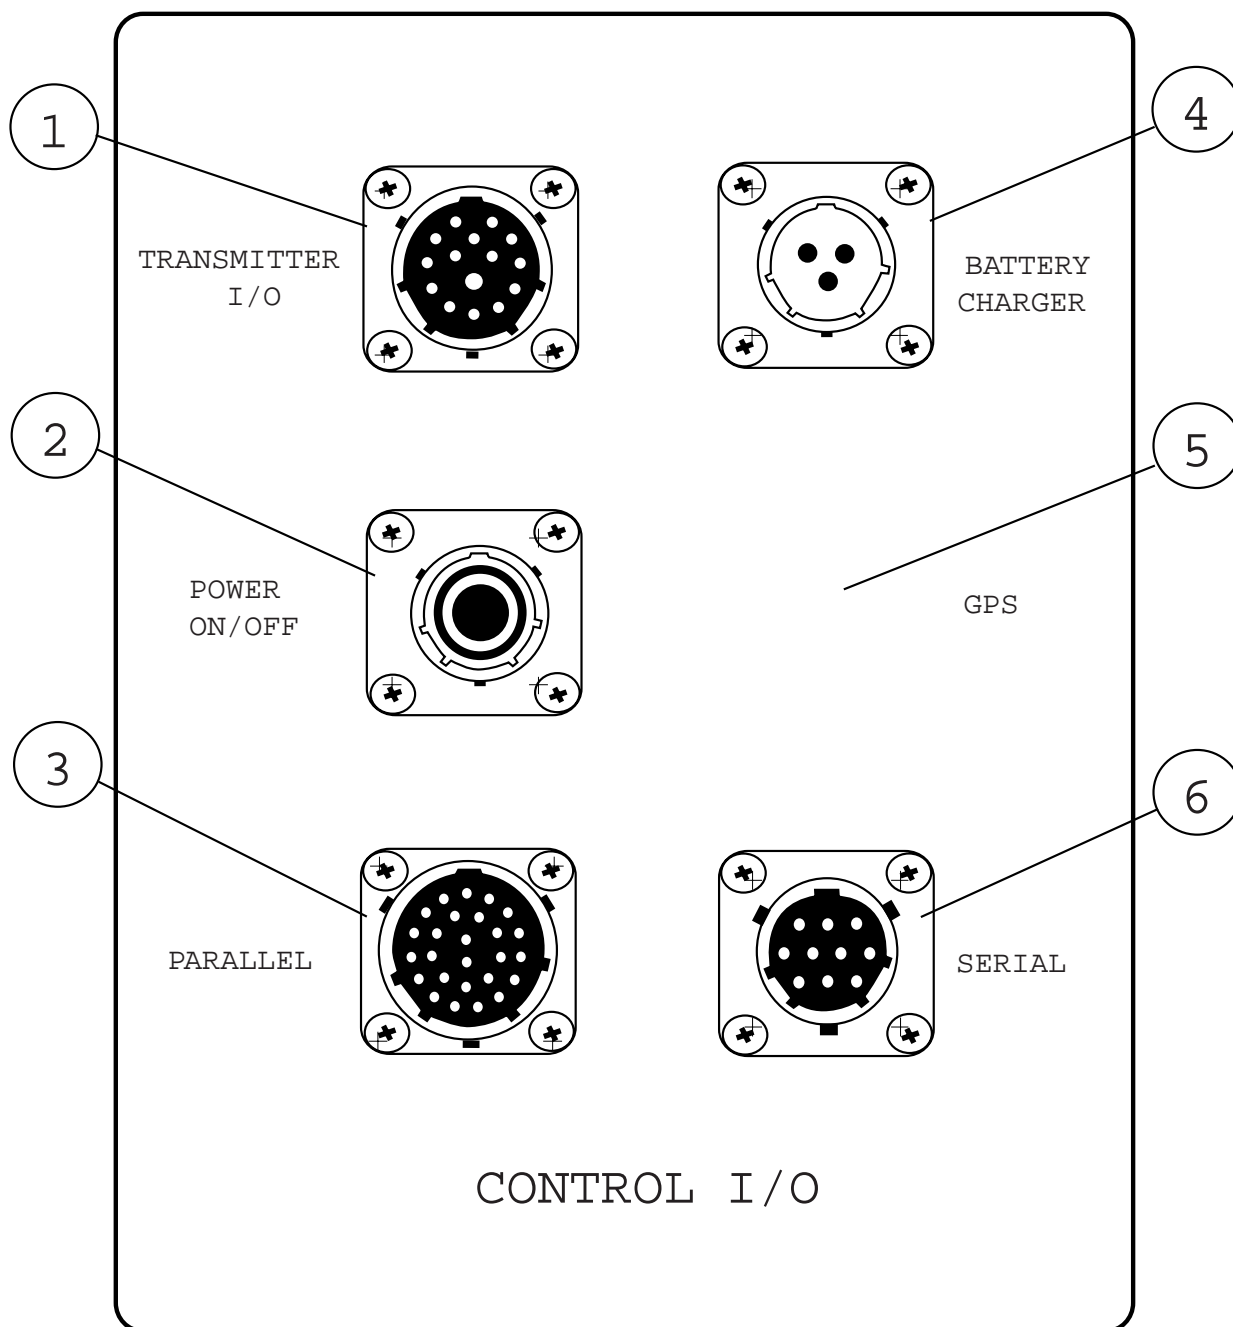 1
TRANSMITTER
I/O
4
BATTERY
CHARGER
2
POWER
ON/OFF
5
GPS
3
PARALLEL
6
SERIAL
CONTROL I/O